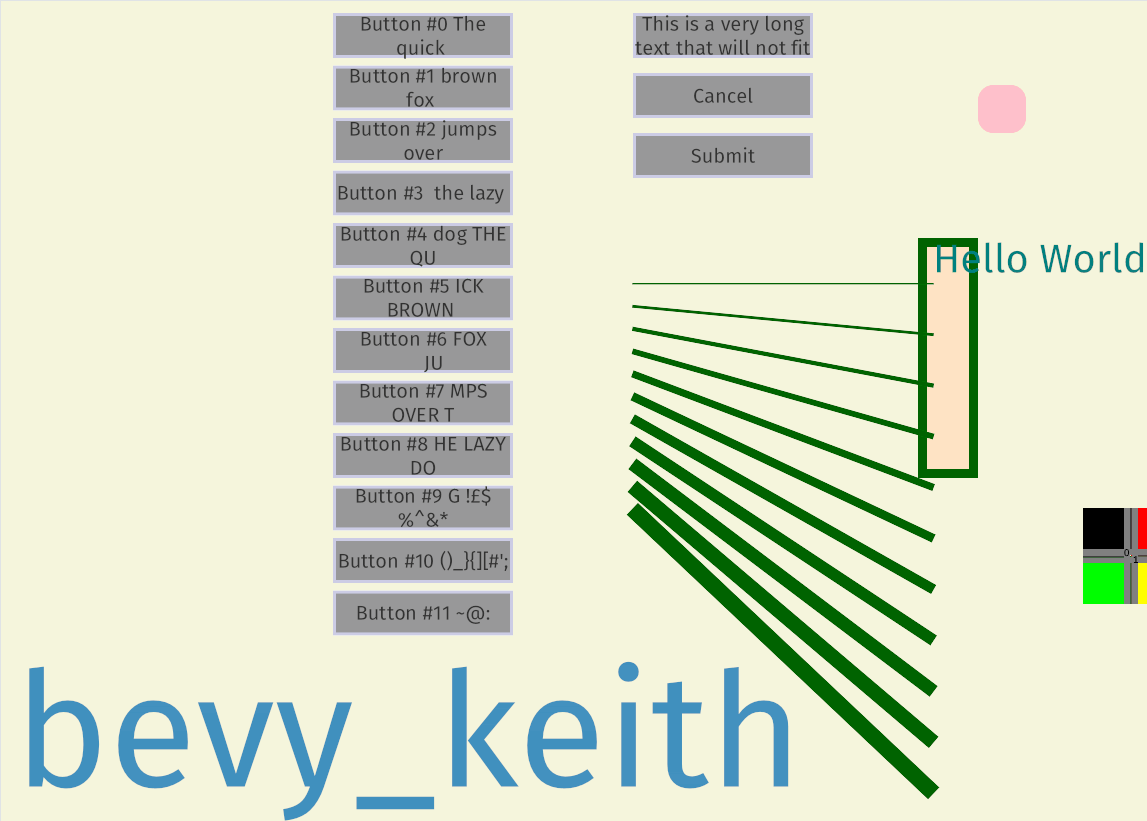 Button #0 The
quick
Button #1 brown
fox
Button #2 jumps
over
Button #3  the lazy
Button #4 dog THE
QU
Button #5 ICK
BROWN
Button #6 FOX
JU
Button #7 MPS
OVER T
Button #8 HE LAZY
DO
Button #9 G !£$
%^&*
Button #10 ()_}{][#';
Button #11 ~@:
This is a very long
text that will not fit
Cancel
Submit
Hello World
0
1
bevy_keith